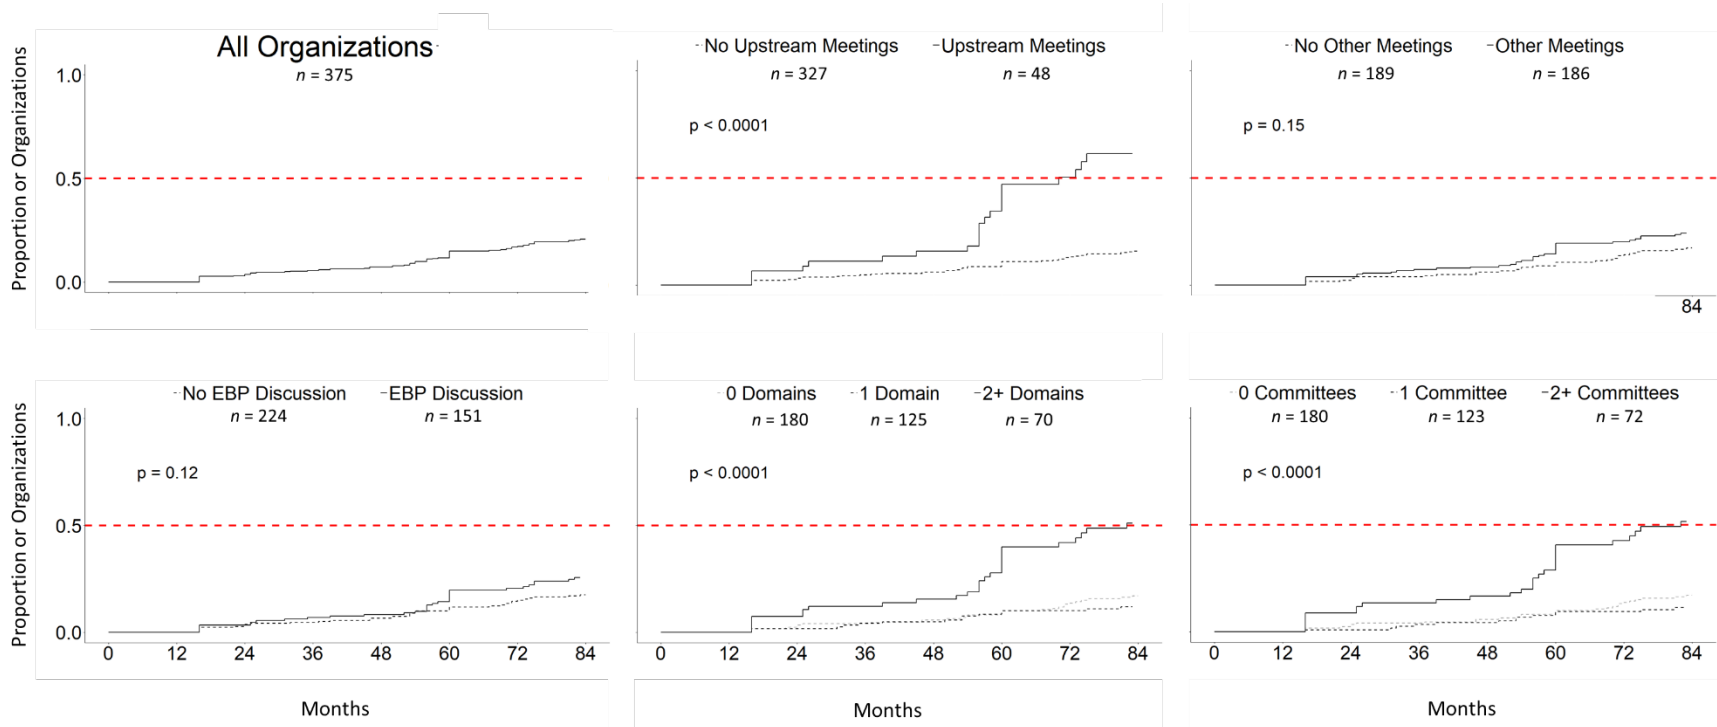 All Organizations
n = 375
No Upstream Meetings Upstream Meetings
n = 327 n = 48
No Other Meetings Other Meetings
n = 189 n = 186
Proportion or Organizations
1.0
0.5
0.0
p < 0.0001
p = 0.15
84
No EBP Discussion EBP Discussion
n = 224 n = 151
0 Domains 1 Domain 2+ Domains
n = 180 n = 125 n = 70
0 Committees 1 Committee 2+ Committees
n = 180 n = 123 n = 72
Proportion or Organizations
1.0
0.5
0.0
p = 0.12
p < 0.0001
p < 0.0001
0 12 24 36 48 60 72 84
0 12 24 36 48 60 72 84
0 12 24 36 48 60 72 84
Months
Months
Months